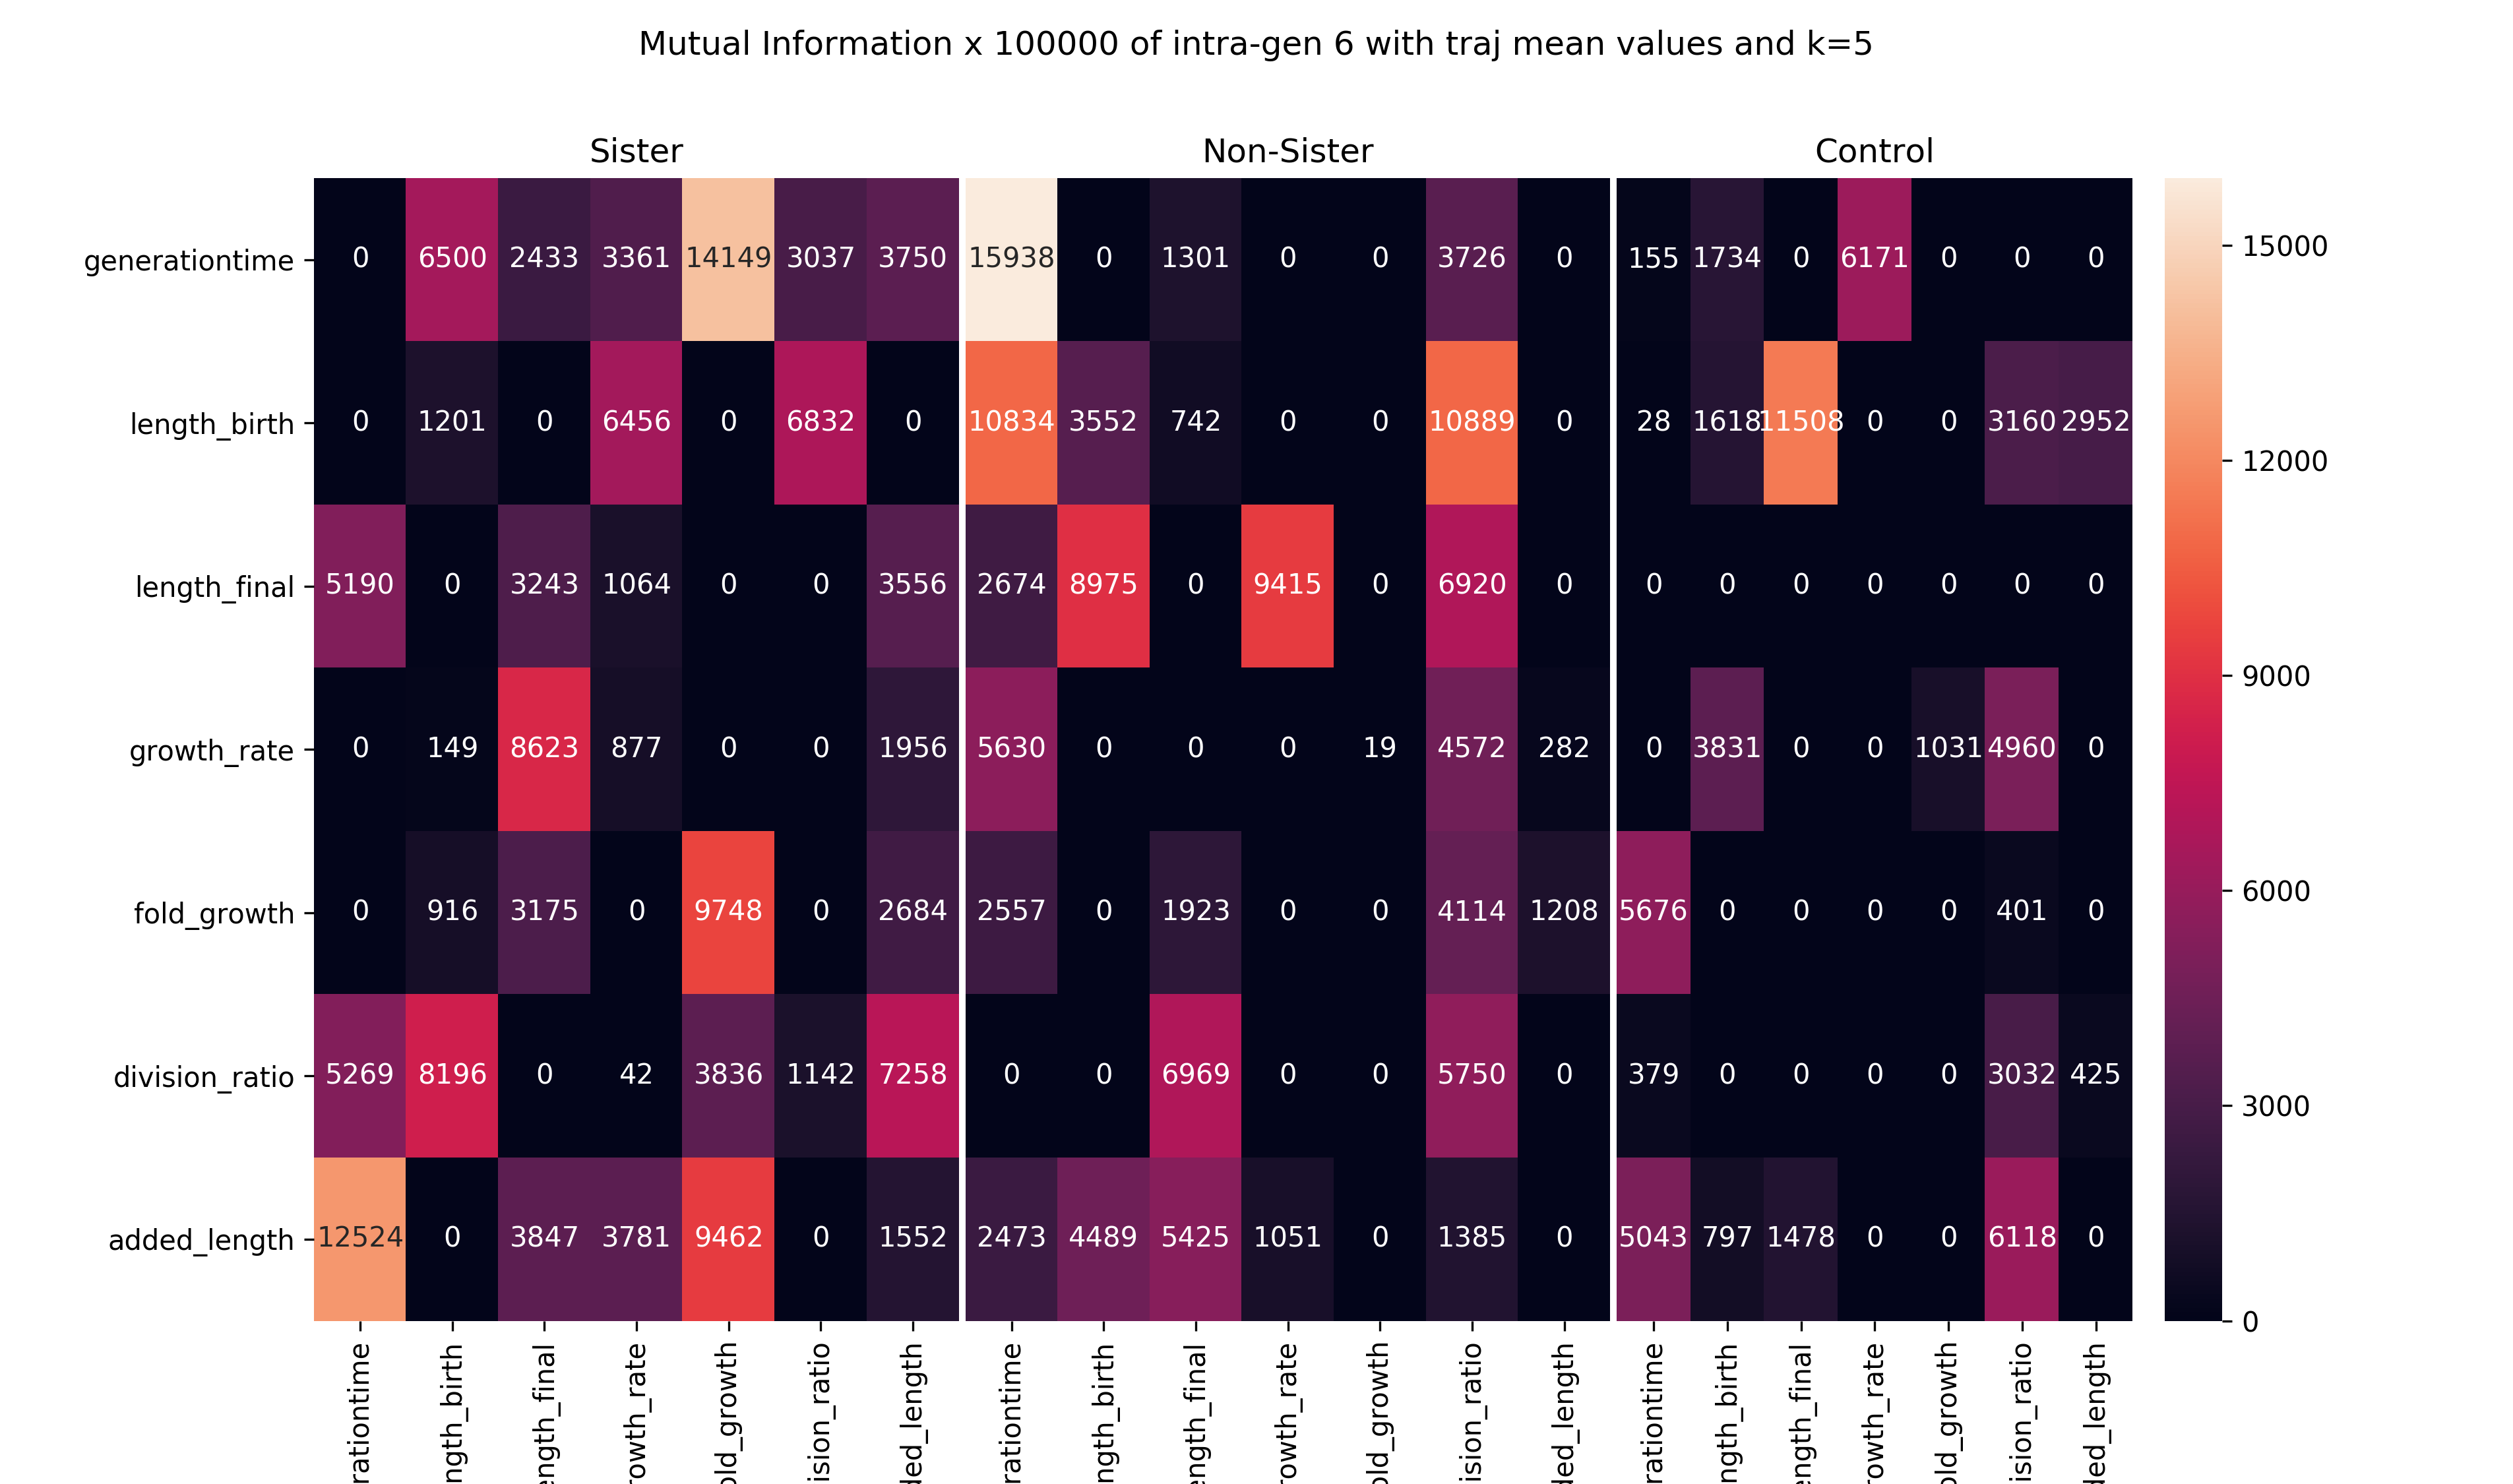 Mutual Information x 100000 of intra-gen 6 with traj mean values and k=5
Sister Non-Sister Control
generationtime 0 6500 2433 3361 14149 3037 3750 15938 0 1301 0 0 3726 0 155 1734 0 6171 0 0 0
length_birth 0 1201 0 6456 0 6832 0 10834 3552 742 0 0 10889 0 28 1618 11508 0 0 3160 2952
length_final 5190 0 3243 1064 0 0 3556 2674 8975 0 9415 0 6920 0 0 0 0 0 0 0 0
growth_rate 0 149 8623 877 0 0 1956 5630 0 0 0 19 4572 282 0 3831 0 0 1031 4960 0
fold_growth 0 916 3175 0 9748 0 2684 2557 0 1923 0 0 4114 1208 5676 0 0 0 0 401 0
division_ratio 5269 8196 0 42 3836 1142 7258 0 0 6969 0 0 5750 0 379 0 0 0 0 3032 425
added_length 12524 0 3847 3781 9462 0 1552 2473 4489 5425 1051 0 1385 0 5043 797 1478 0 0 6118 0
rationtime ngth_birth ength_final rowth_rate old_growth ision_ratio ded_length rationtime ngth_birth ength_final rowth_rate old_growth ision_ratio ded_length rationtime ngth_birth ength_final rowth_rate old_growth ision_ratio ded_length
15000
12000
9000
6000
3000
0